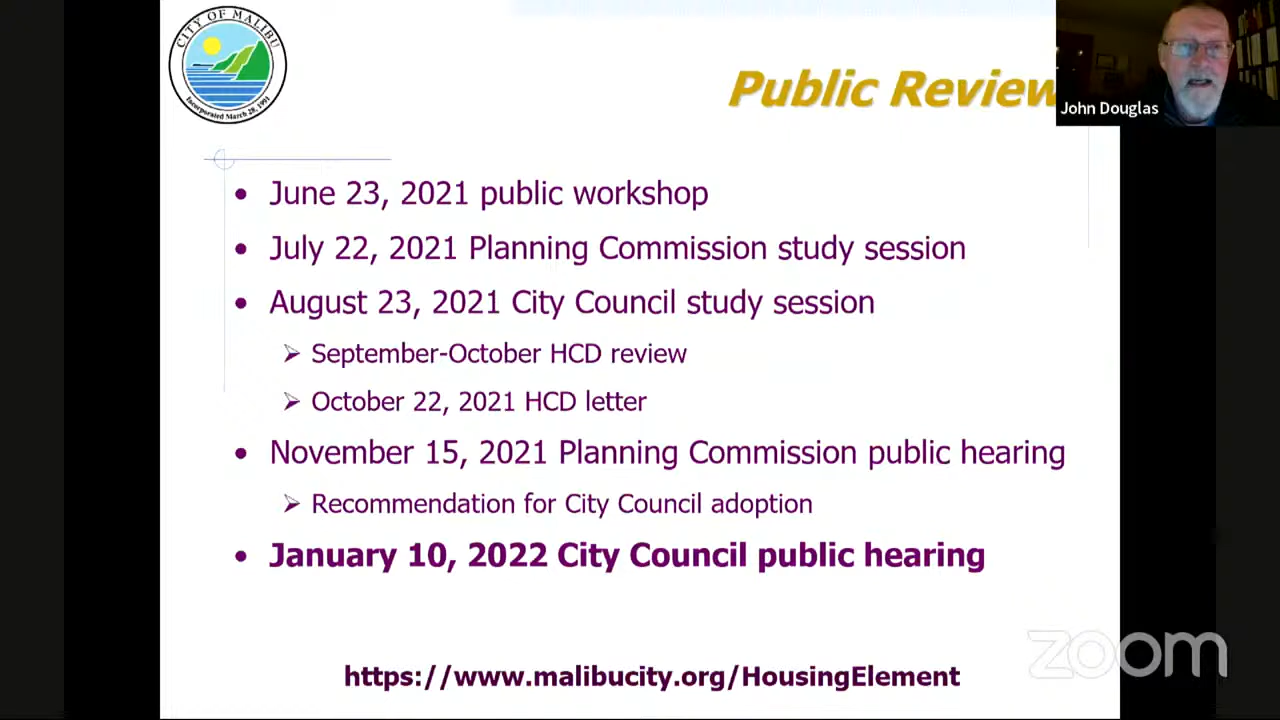 CITY OF MALIBU
Incorporated March 28, 1991
Public Review
John Douglas
• June 23, 2021 public workshop
• July 22, 2021 Planning Commission study session
• August 23, 2021 City Council study session
➢ September-October HCD review
➢ October 22, 2021 HCD letter
• November 15, 2021 Planning Commission public hearing
➢ Recommendation for City Council adoption
• January 10, 2022 City Council public hearing
zoom
https://www.malibucity.org/HousingElement